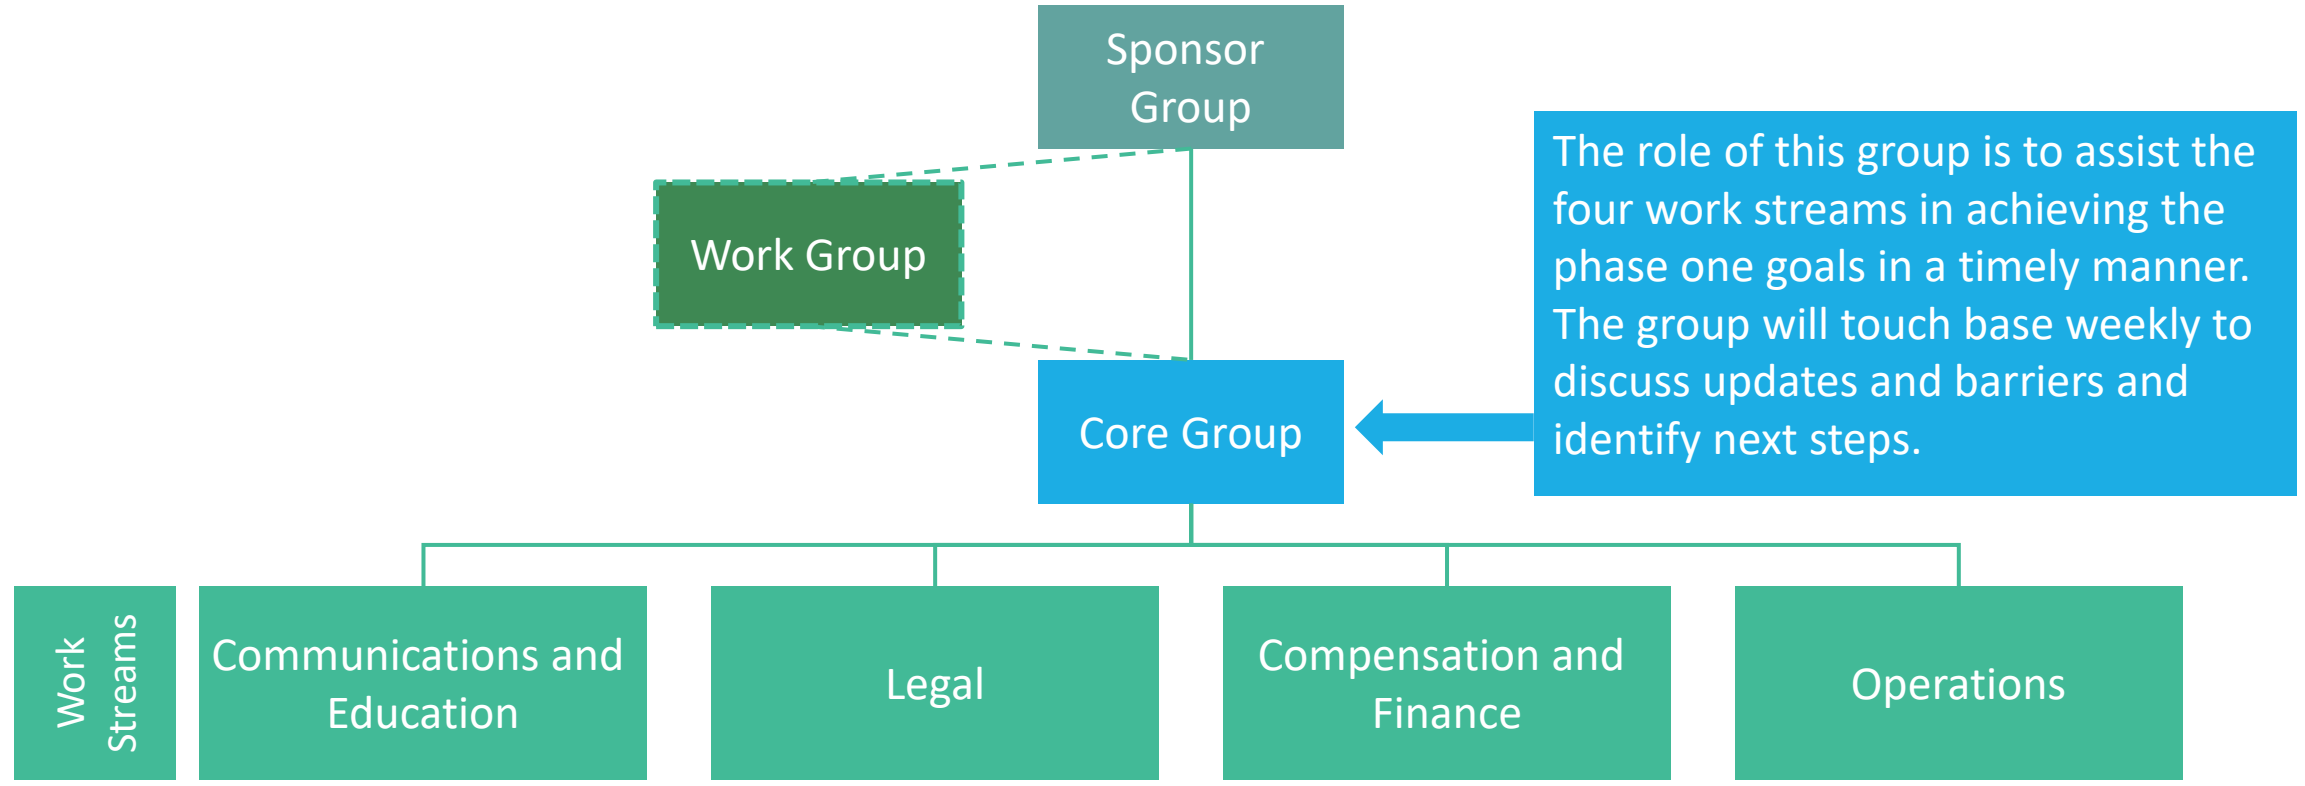 Sponsor
Group
The role of this group is to assist the
four work streams in achieving the
phase one goals in a timely manner.
The group will touch base weekly to
discuss updates and barriers and
identify next steps.
Work Group
Core Group
Work
Streams
Communications and
Education
Legal
Compensation and
Finance
Operations